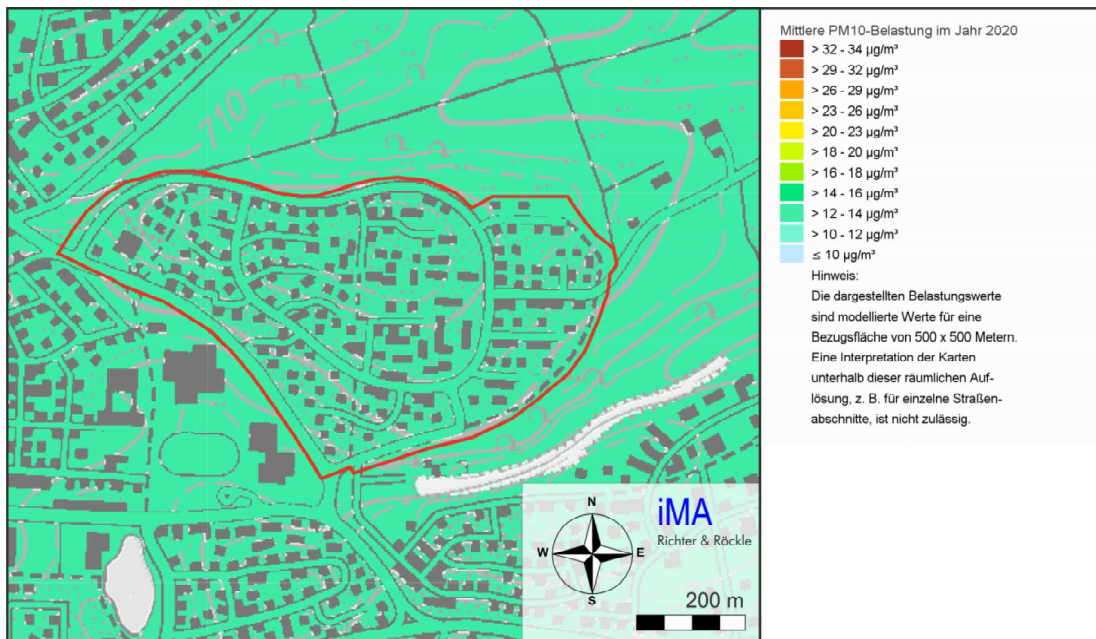 Mittlere PM10-Belastung im Jahr 2020
> 32 - 34 µg/m³
> 29 - 32 µg/m³
> 26 - 29 µg/m³
> 23 - 26 µg/m³
> 20 - 23 µg/m³
> 18 - 20 µg/m³
> 16 - 18 µg/m³
> 14 - 16 µg/m³
> 12 - 14 µg/m³
> 10 - 12 µg/m³
≤ 10 µg/m³
Hinweis:
Die dargestellten Belastungswerte
sind modellierte Werte für eine
Bezugsfläche von 500 x 500 Metern.
Eine Interpretation der Karten
unterhalb dieser räumlichen Auf-
lösung, z. B. für einzelne Straßen-
abschnitte, ist nicht zulässig.
710
N
W E
S
iMA
Richter & Röckle
200 m